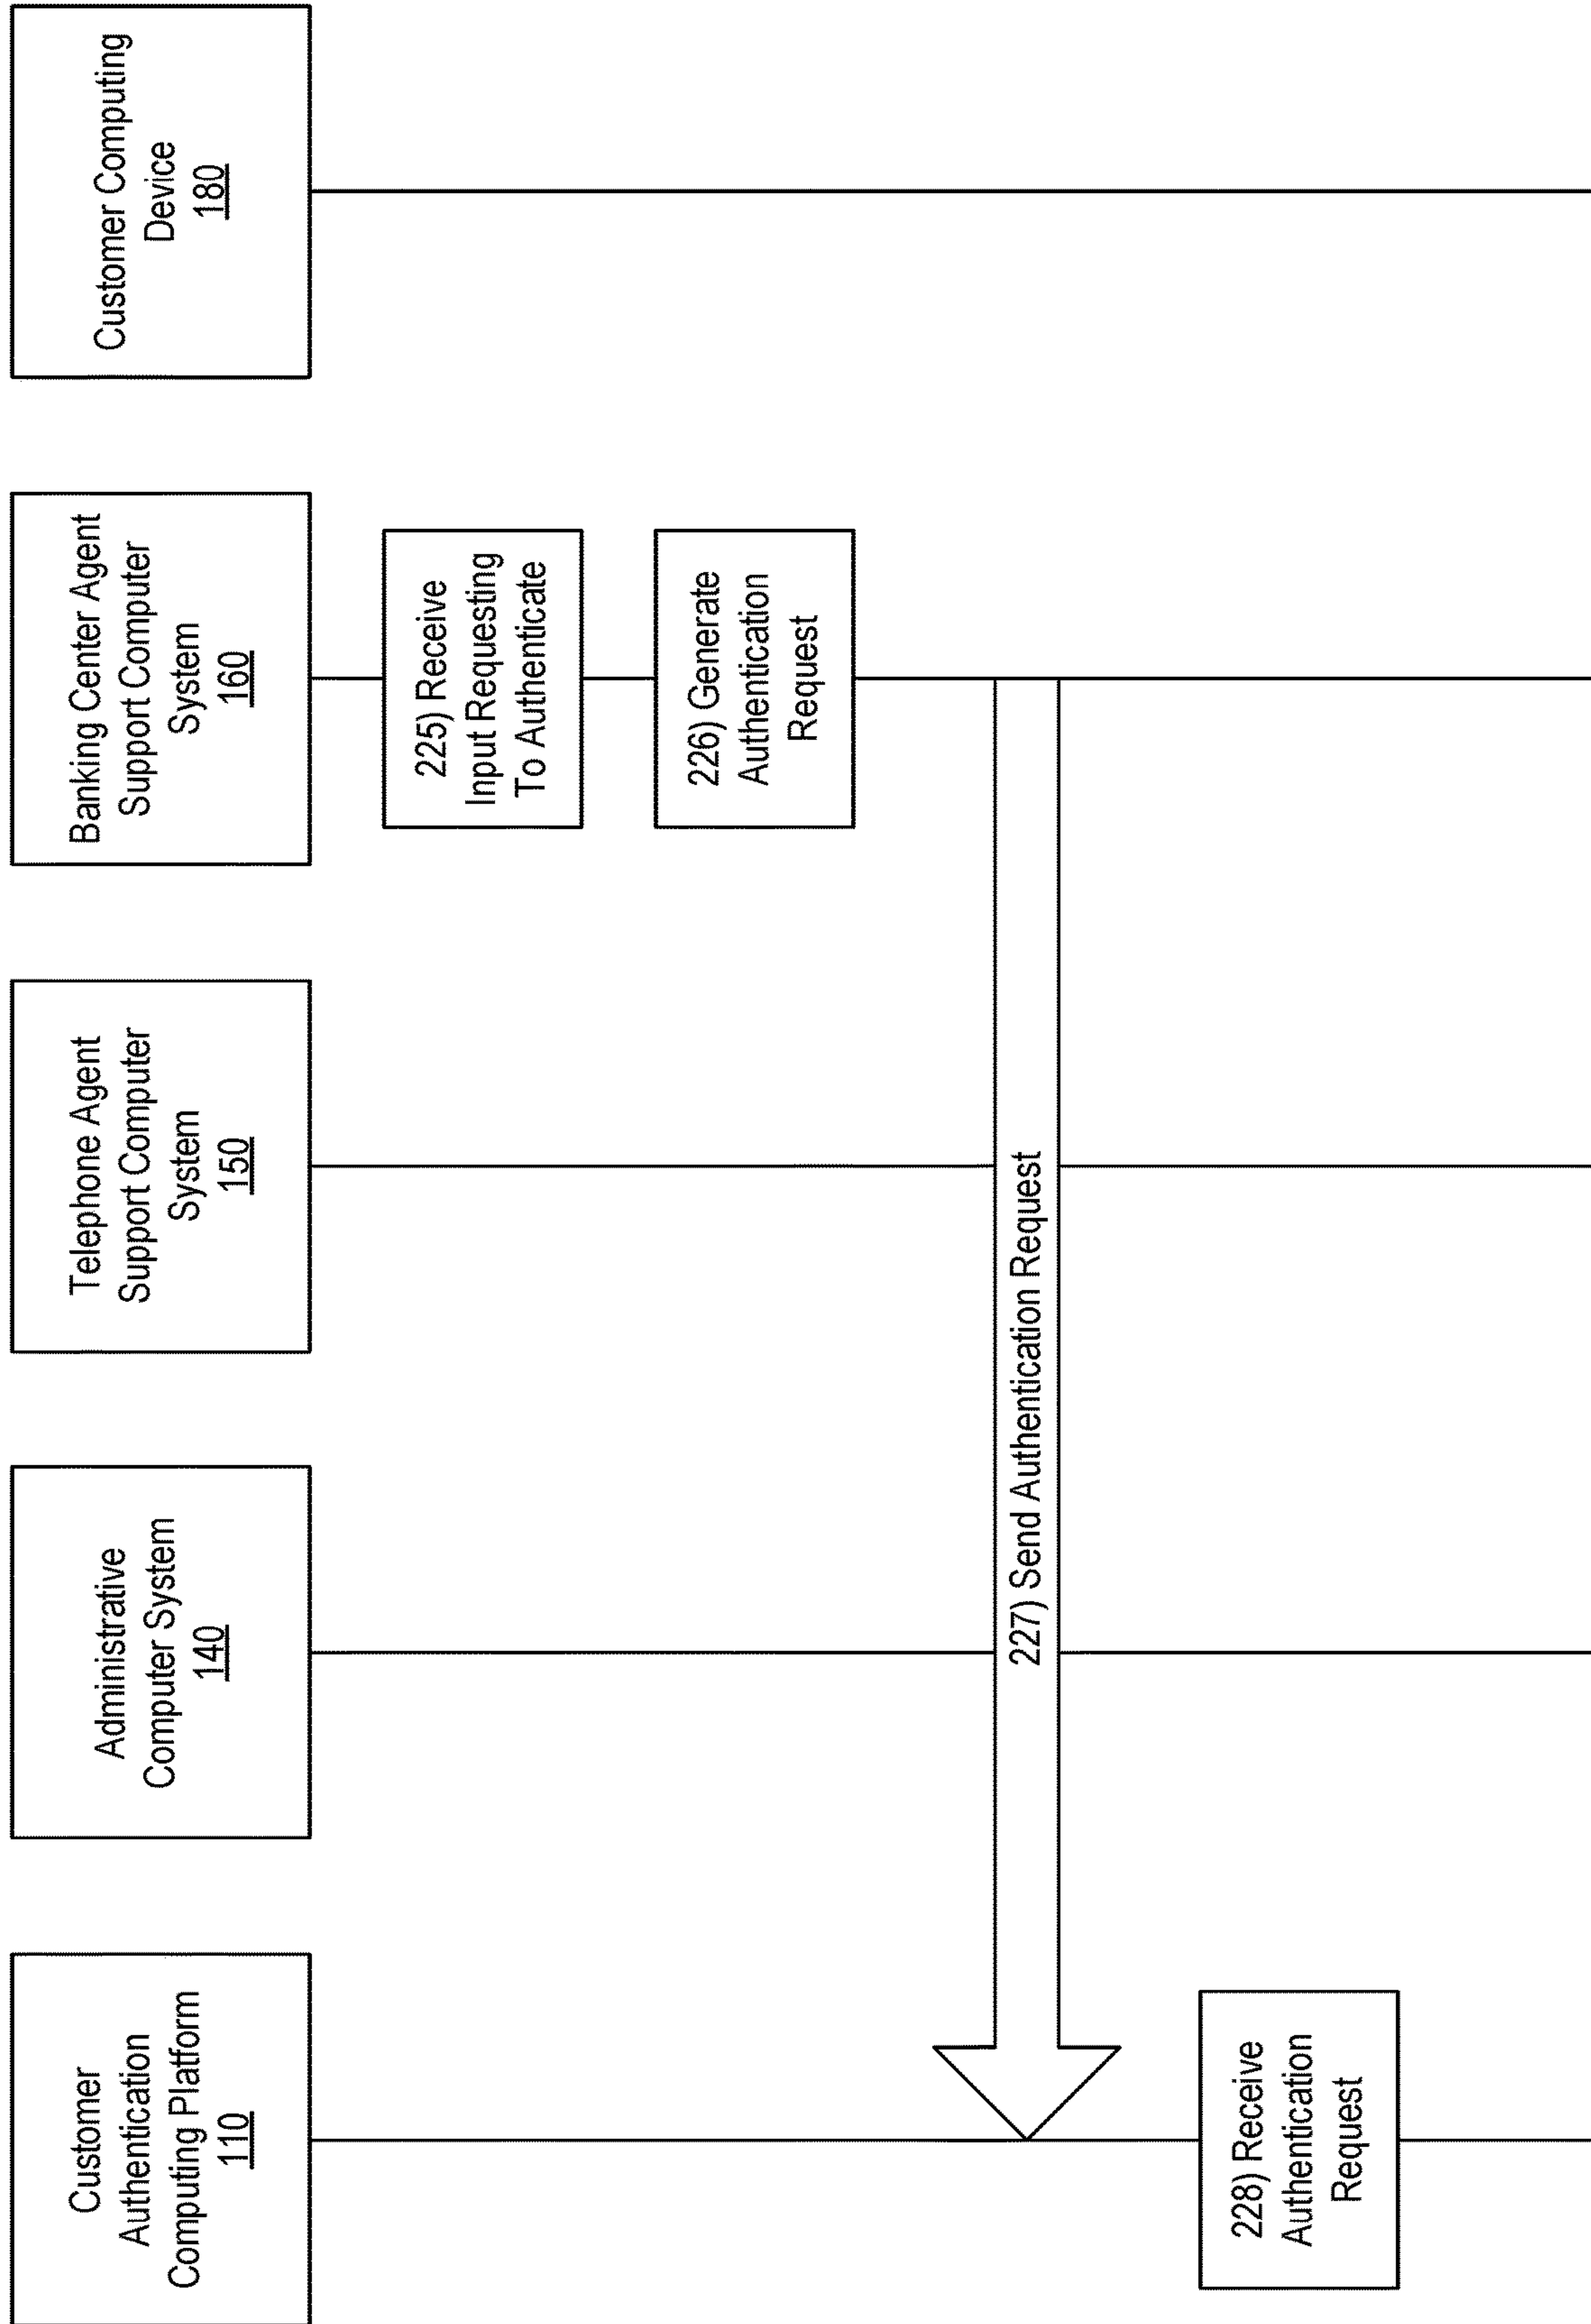 Customer
Authentication
Computing Platform
110
Administrative
Computer System
140
Telephone Agent
Support Computer
System
150
Banking Center Agent
Support Computer
System
160
Customer Computing
Device
180
225) Receive
Input Requesting
To Authenticate
226) Generate
Authentication
Request
227) Send Authentication Request
228) Receive
Authentication
Request